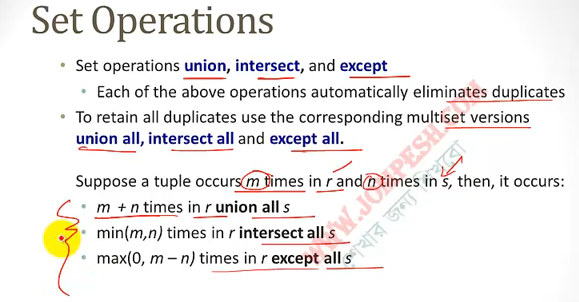 Set Operations
• Set operations union, intersect, and except
• Each of the above operations automatically eliminates duplicates
• To retain all duplicates use the corresponding multiset versions
union all, intersect all and except all.
Suppose a tuple occurs m times in r and n times in s, then, it occurs:
• m + n times in r union all s
• min(m,n) times in r intersect all s
• max(0, m – n) times in r except all s
WWW.JOBPESH.COM
শেখার জন্য শিখবো